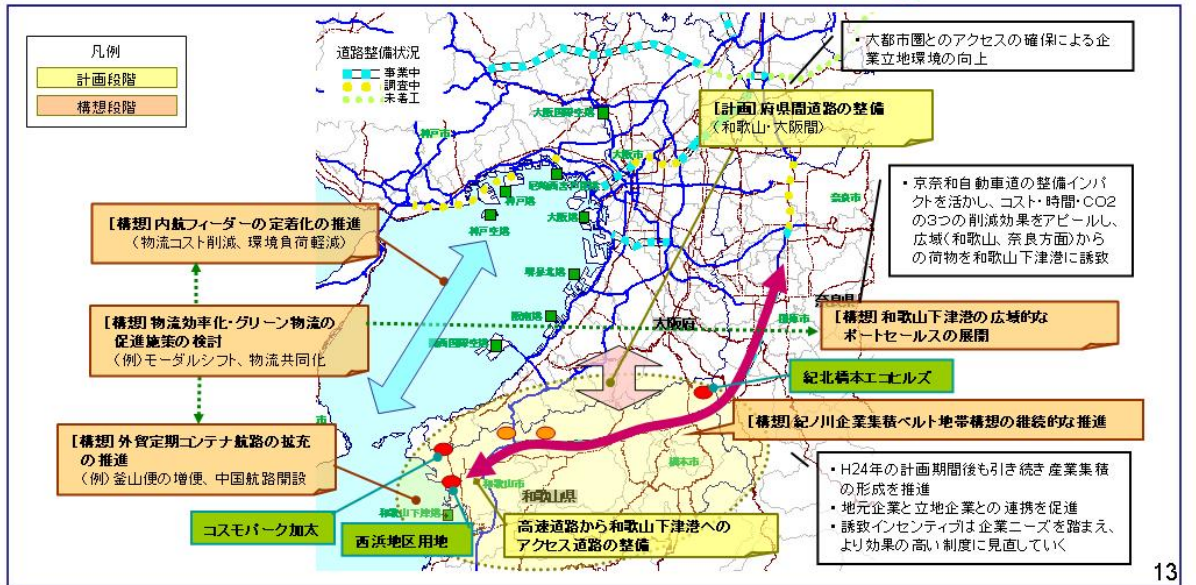 凡例
計画段階
構想段階
道路整備状況
事業中
調査中
未着工
・大都市圏とのアクセスの確保による企
業立地環境の向上
[計画]府県間道路の整備
(和歌山・大阪間)
・京奈和自動車道の整備インパ
クトを活かし、コスト・時間・CO2
の3つの削減効果をアピールし、
広域(和歌山、奈良方面)から
の荷物を和歌山下津港に誘致
[構想]内航フィーダーの定着化の推進
(物流コスト削減、環境負荷軽減)
[構想]物流効率化・グリーン物流の
促進施策の検討
(例)モーダルシフト、物流共同化
[構想]和歌山下津港の広域的な
ポートセールスの展開
紀北橋本エコヒルズ
[構想]紀ノ川企業集積ベルト地帯構想の継続的な推進
[構想]外貿定期コンテナ航路の拡充
の推進
(例)釜山便の増便、中国航路開設
・H24年の計画期間後も引き続き産業集積
の形成を推進
・地元企業と立地企業との連携を促進
・誘致インセンティブは企業ニーズを踏まえ、
より効果の高い制度に見直していく
コスモパーク加太
西浜地区用地
高速道路から和歌山下津港への
アクセス道路の整備
大阪国際空港
神戸市
大阪市
神戸港
神戸空港
大阪港
奈良市
堺泉北港
阪南港
関西国際空港
大阪府
奈良県
橋本市
和歌山市
和歌山県
和歌山下津港
13